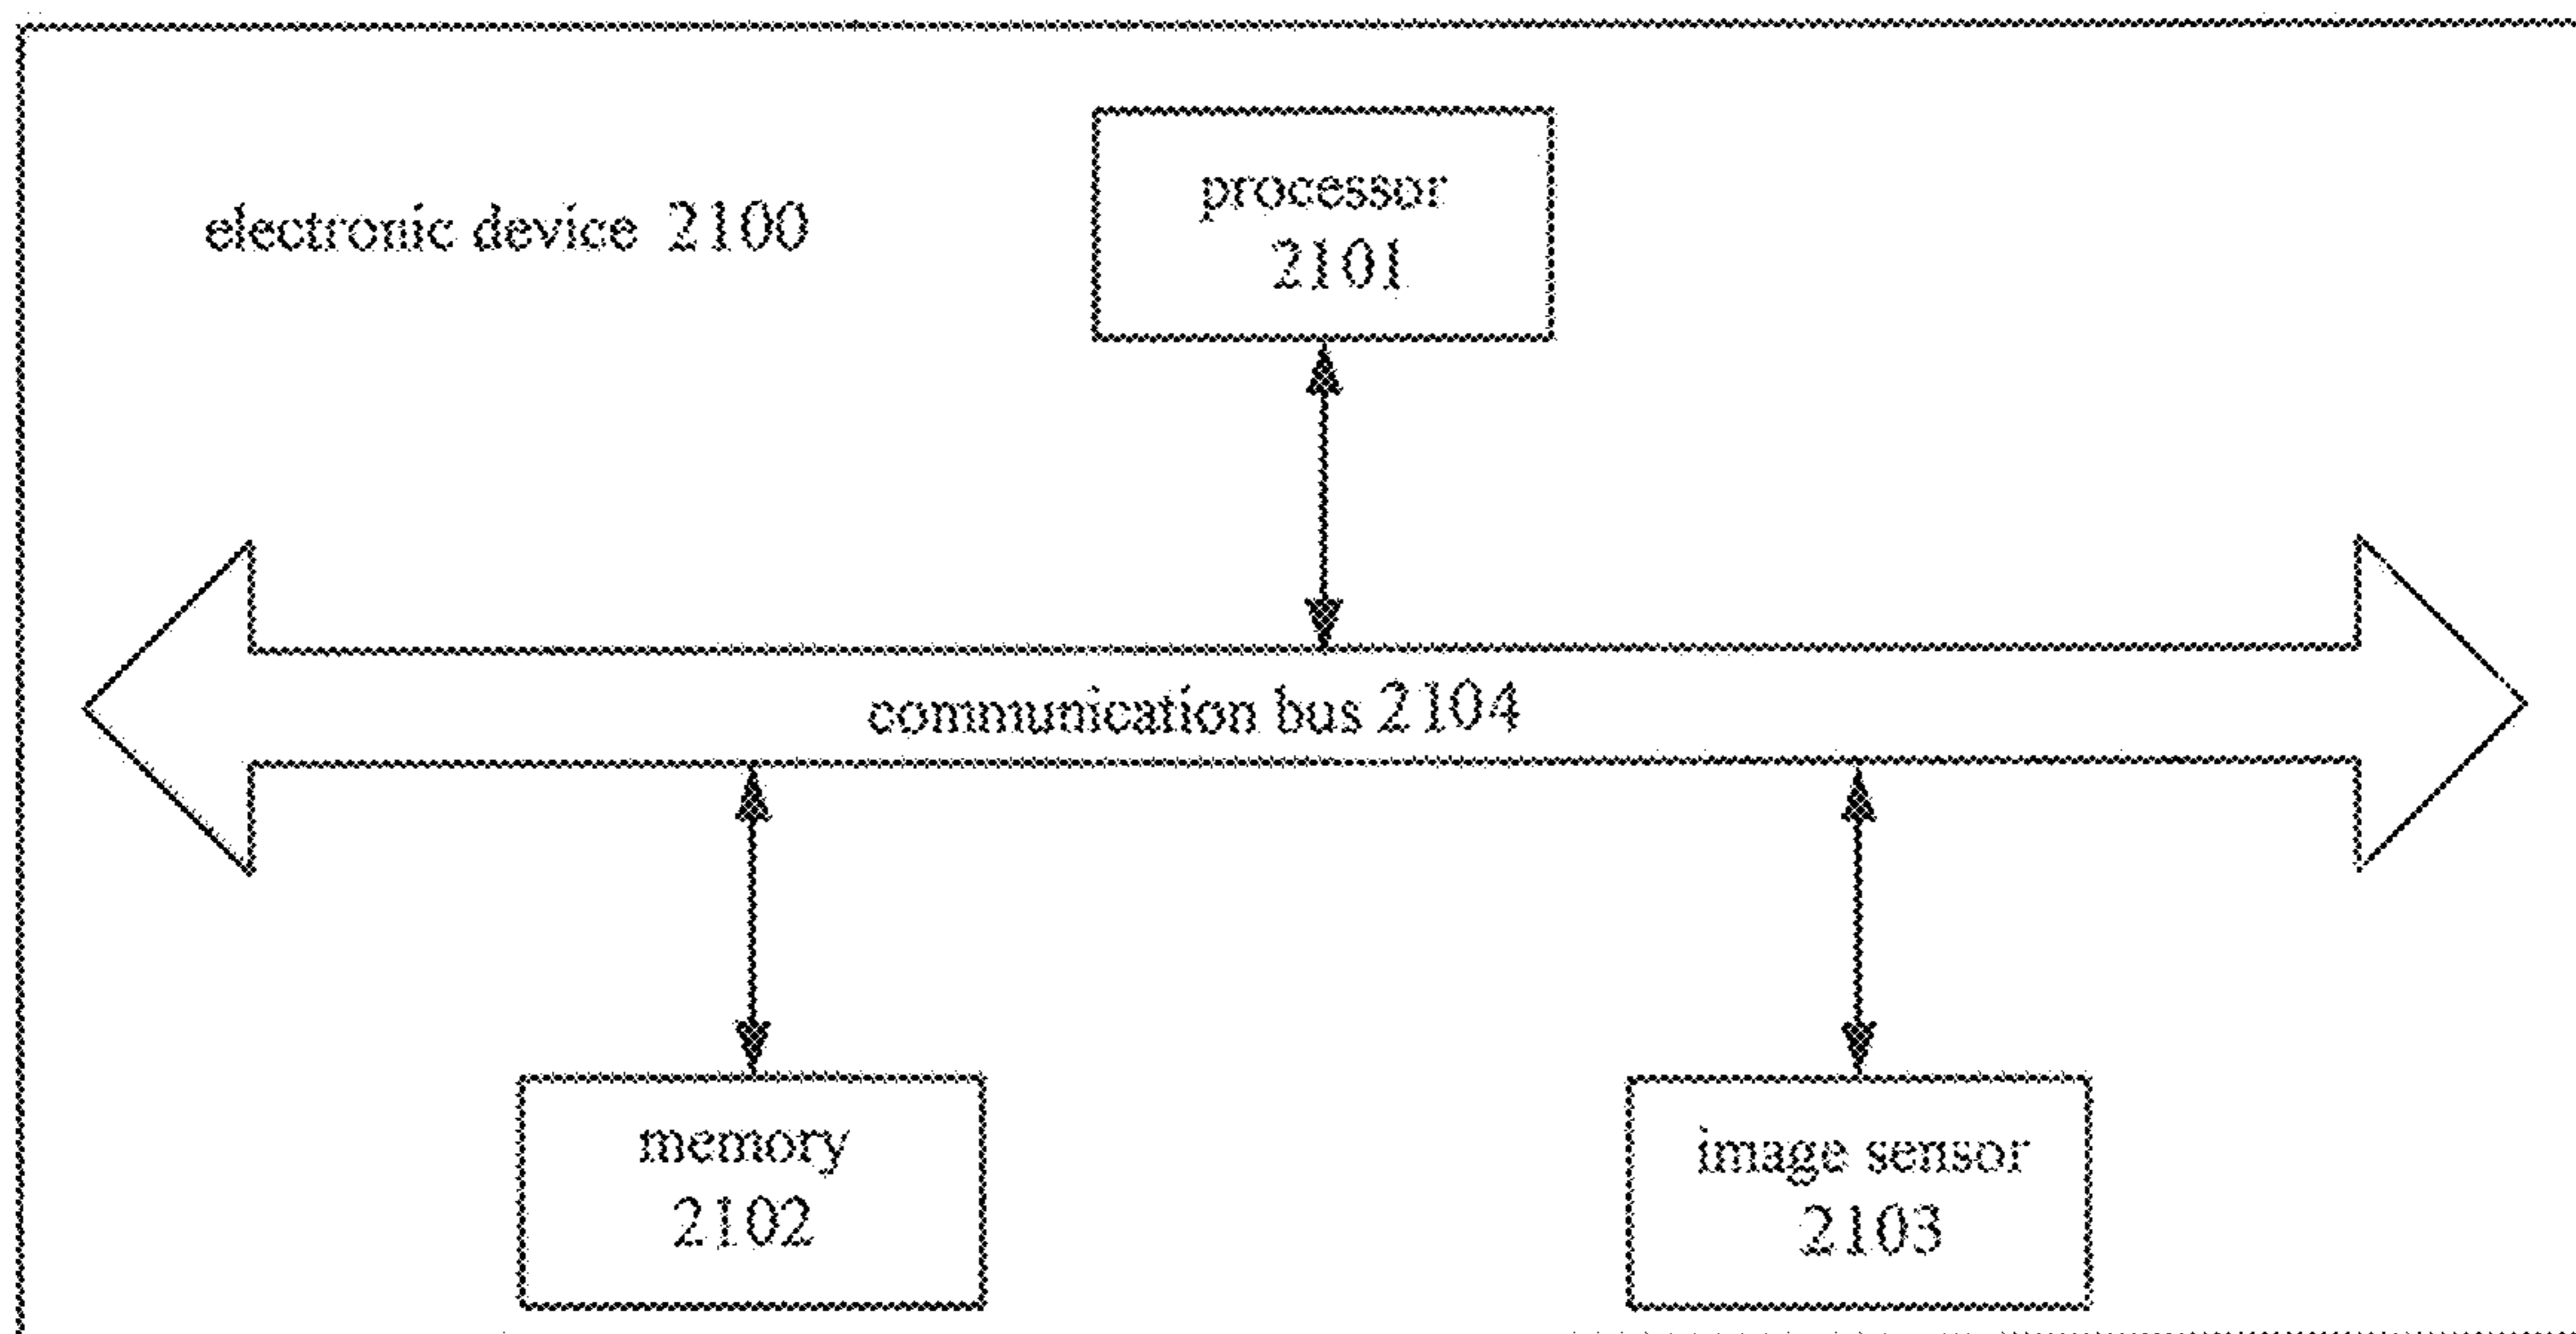 processor
2101
electronic device 2100
communication bus 2104
memory
2102
image sensor
2103